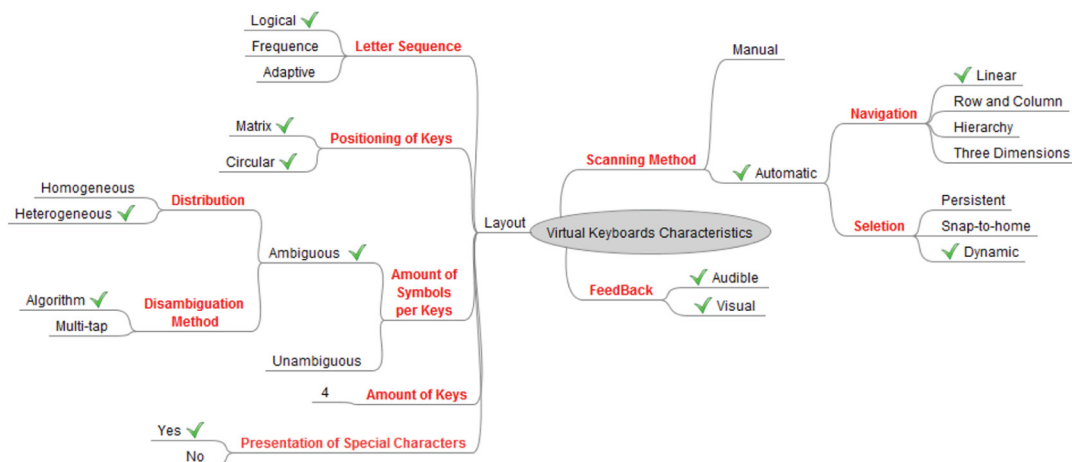 Logical
Frequence
Adaptive
Letter Sequence
Matrix
Circular
Positioning of Keys
Homogeneous
Heterogeneous
Distribution
Algorithm
Multi-tap
Disambiguation
Method
Ambiguous
Unambiguous
Amount of
Symbols
per Keys
4
Amount of Keys
Yes
No
Presentation of Special Characters
Layout
Virtual Keyboards Characteristics
Scanning Method
Manual
Automatic
Navigation
Linear
Row and Column
Hierarchy
Three Dimensions
Seletion
Persistent
Snap-to-home
Dynamic
FeedBack
Audible
Visual